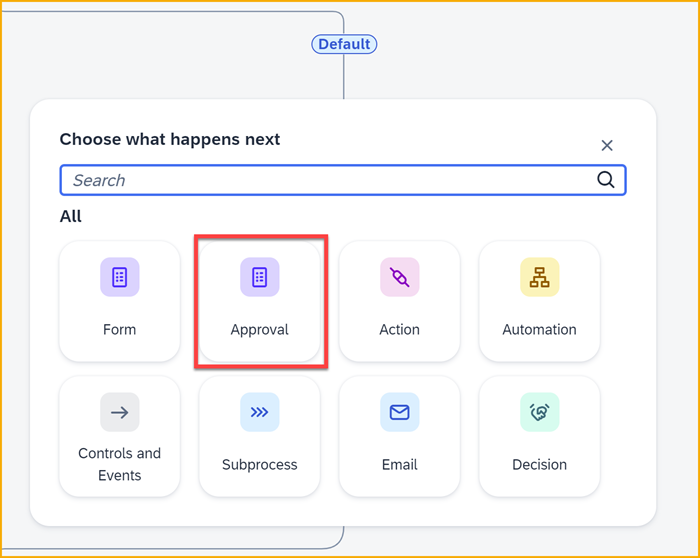 Default
Choose what happens next
Search
All
Form
Approval
Action
Automation
Controls and
Events
Subprocess
Email
Decision